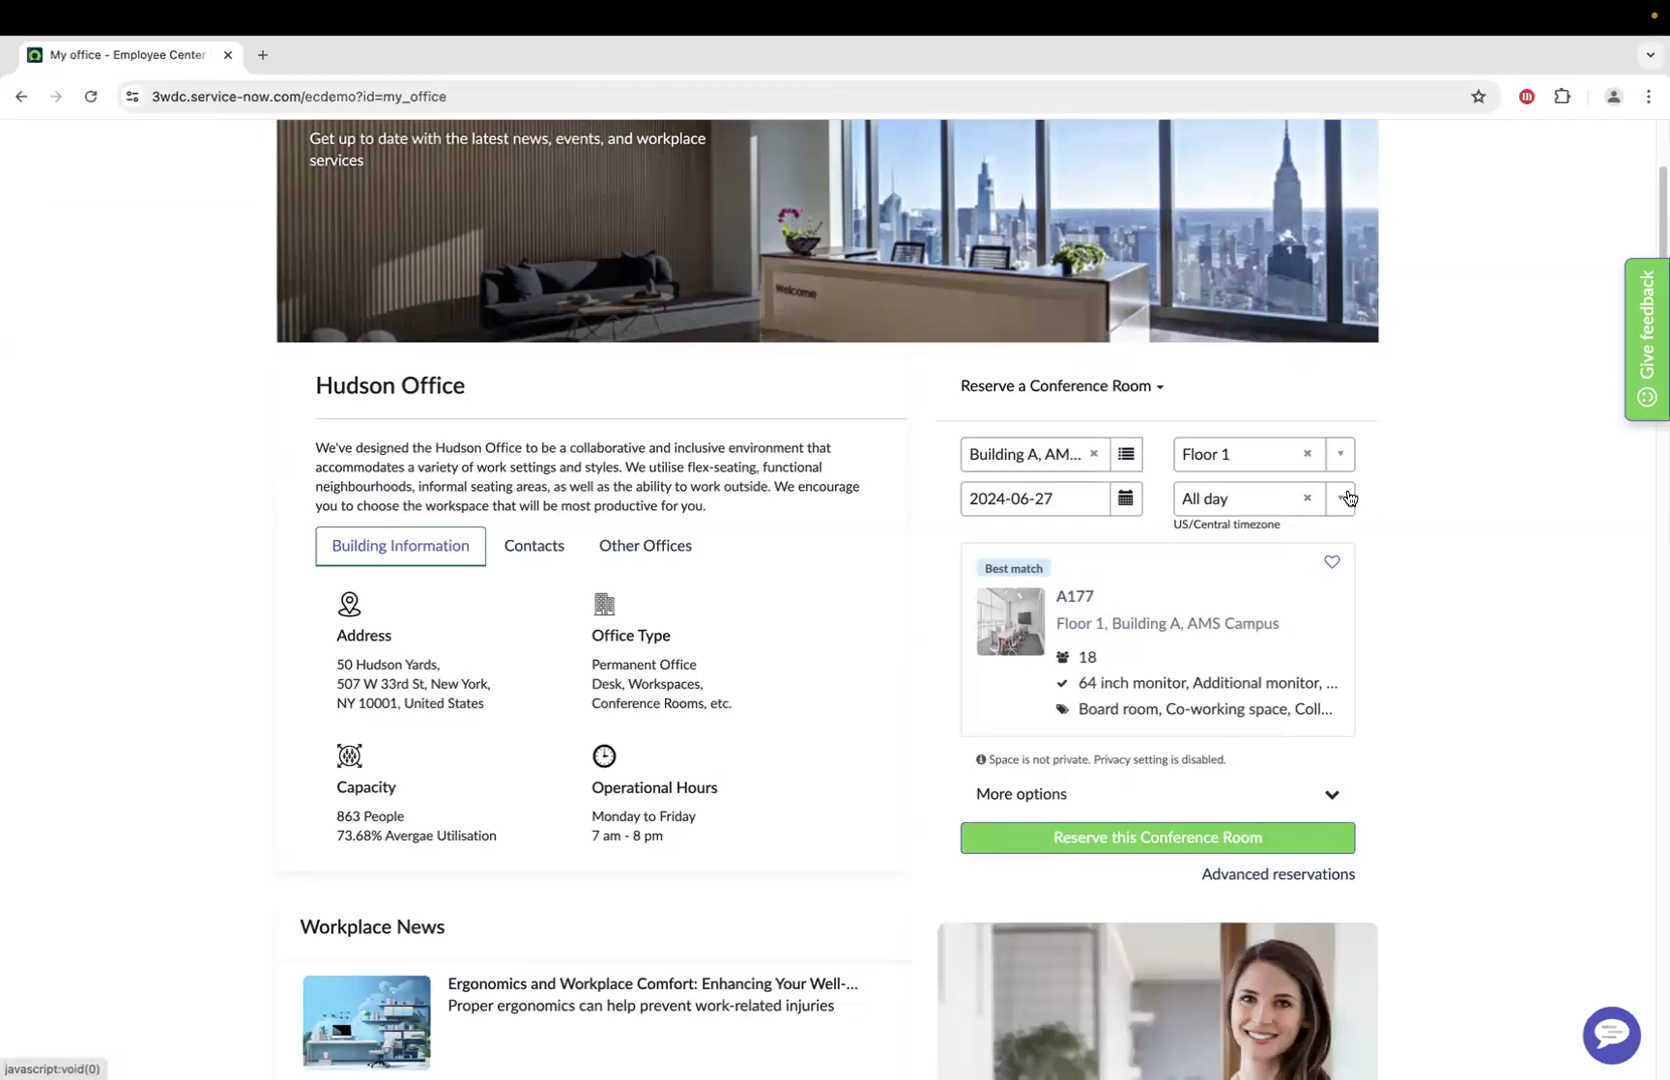 My office - Employee Center
3wdc.service-now.com/ecdemo?id=my_office
Get up to date with the latest news, events, and workplace
services
Welcome
Give feedback
Hudson Office
We've designed the Hudson Office to be a collaborative and inclusive environment that
accommodates a variety of work settings and styles. We utilise flex-seating, functional
neighbourhoods, informal seating areas, as well as the ability to work outside. We encourage
you to choose the workspace that will be most productive for you.
Building Information Contacts Other Offices
Address
50 Hudson Yards,
507 W 33rd St, New York,
NY 10001, United States
Office Type
Permanent Office
Desk, Workspaces,
Conference Rooms, etc.
Capacity
863 People
73.68% Avergae Utilisation
Operational Hours
Monday to Friday
7 am - 8 pm
Reserve a Conference Room
Building A, AM... × Floor 1 ×
2024-06-27 All day ×
US/Central timezone
Best match
A177
Floor 1, Building A, AMS Campus
18
64 inch monitor, Additional monitor, ...
Board room, Co-working space, Coll...
Space is not private. Privacy setting is disabled.
More options
Reserve this Conference Room
Advanced reservations
Workplace News
Ergonomics and Workplace Comfort: Enhancing Your Well-...
Proper ergonomics can help prevent work-related injuries
javascript:void(0)